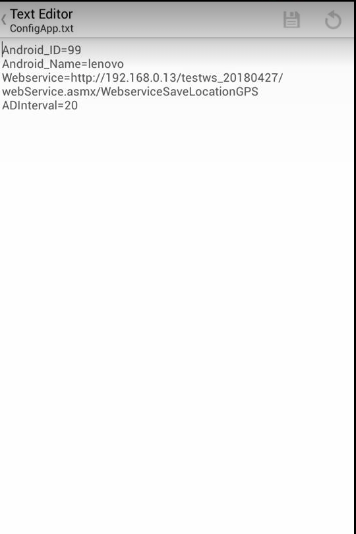 Text Editor
ConfigApp.txt
Android_ID=99
Android_Name=lenovo
Webservice=http://192.168.0.13/testws_20180427/
webService.asmx/WebserviceSaveLocationGPS
ADInterval=20